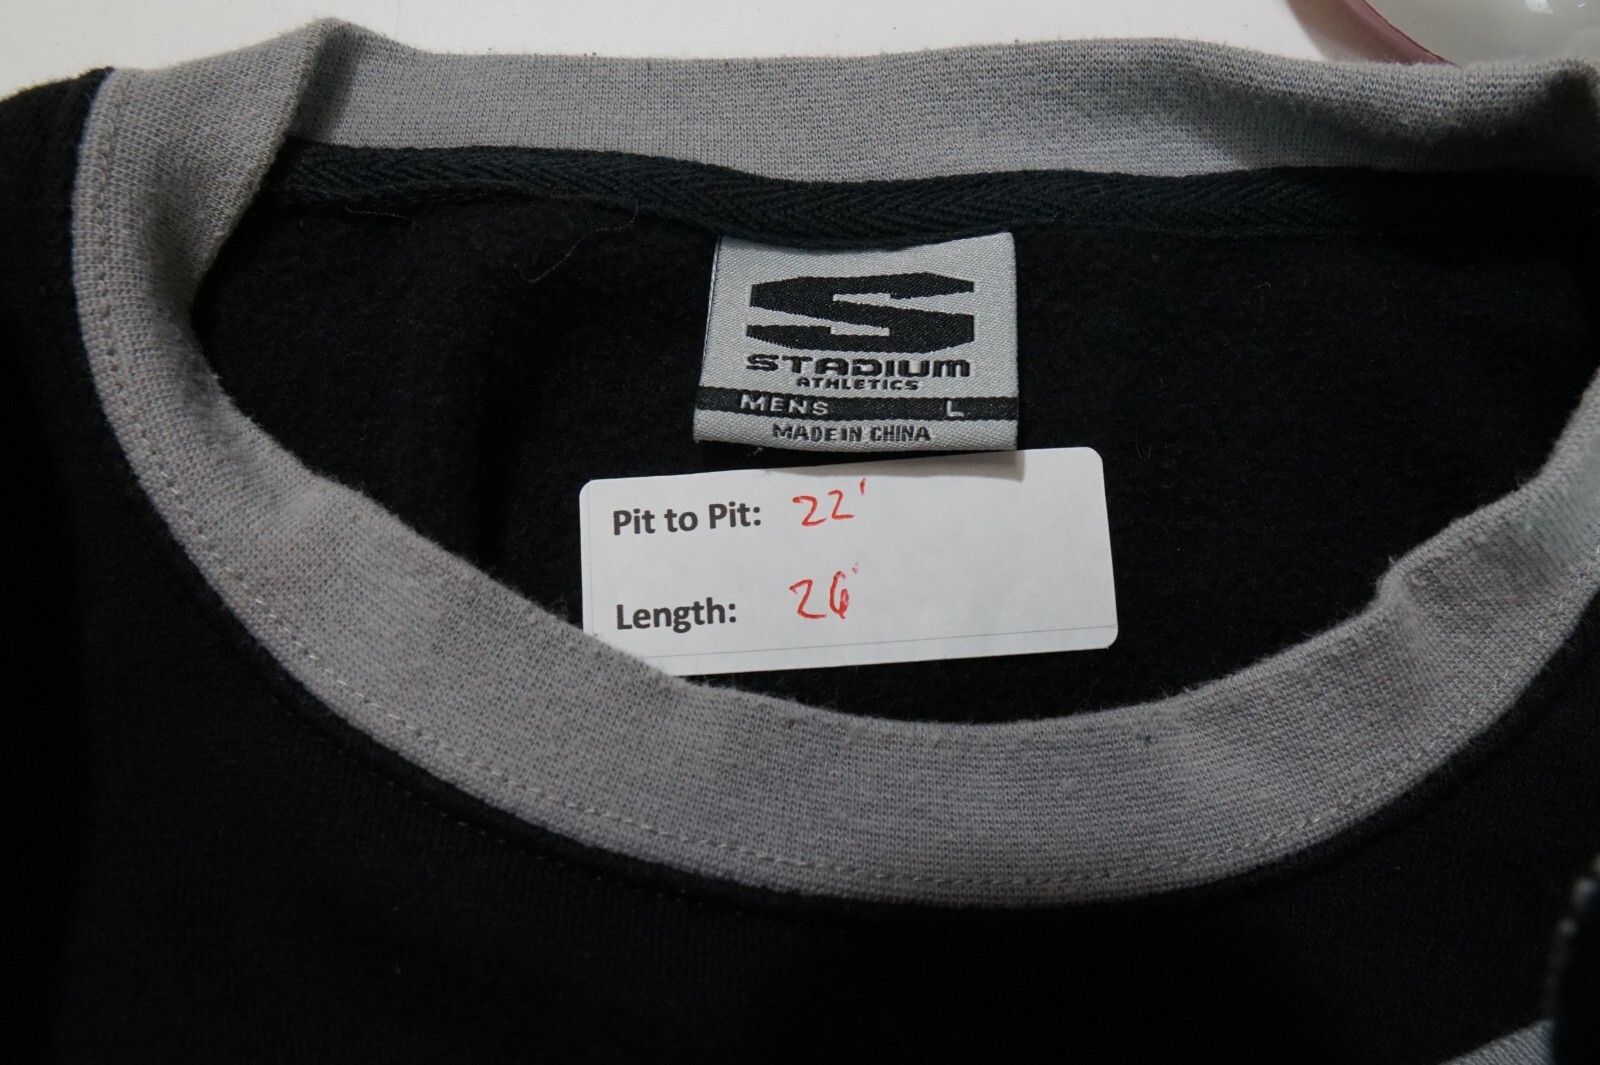 STADIUM
ATHLETICS
MENS L
MADE IN CHINA
Pit to Pit: 22'
Length: 26'